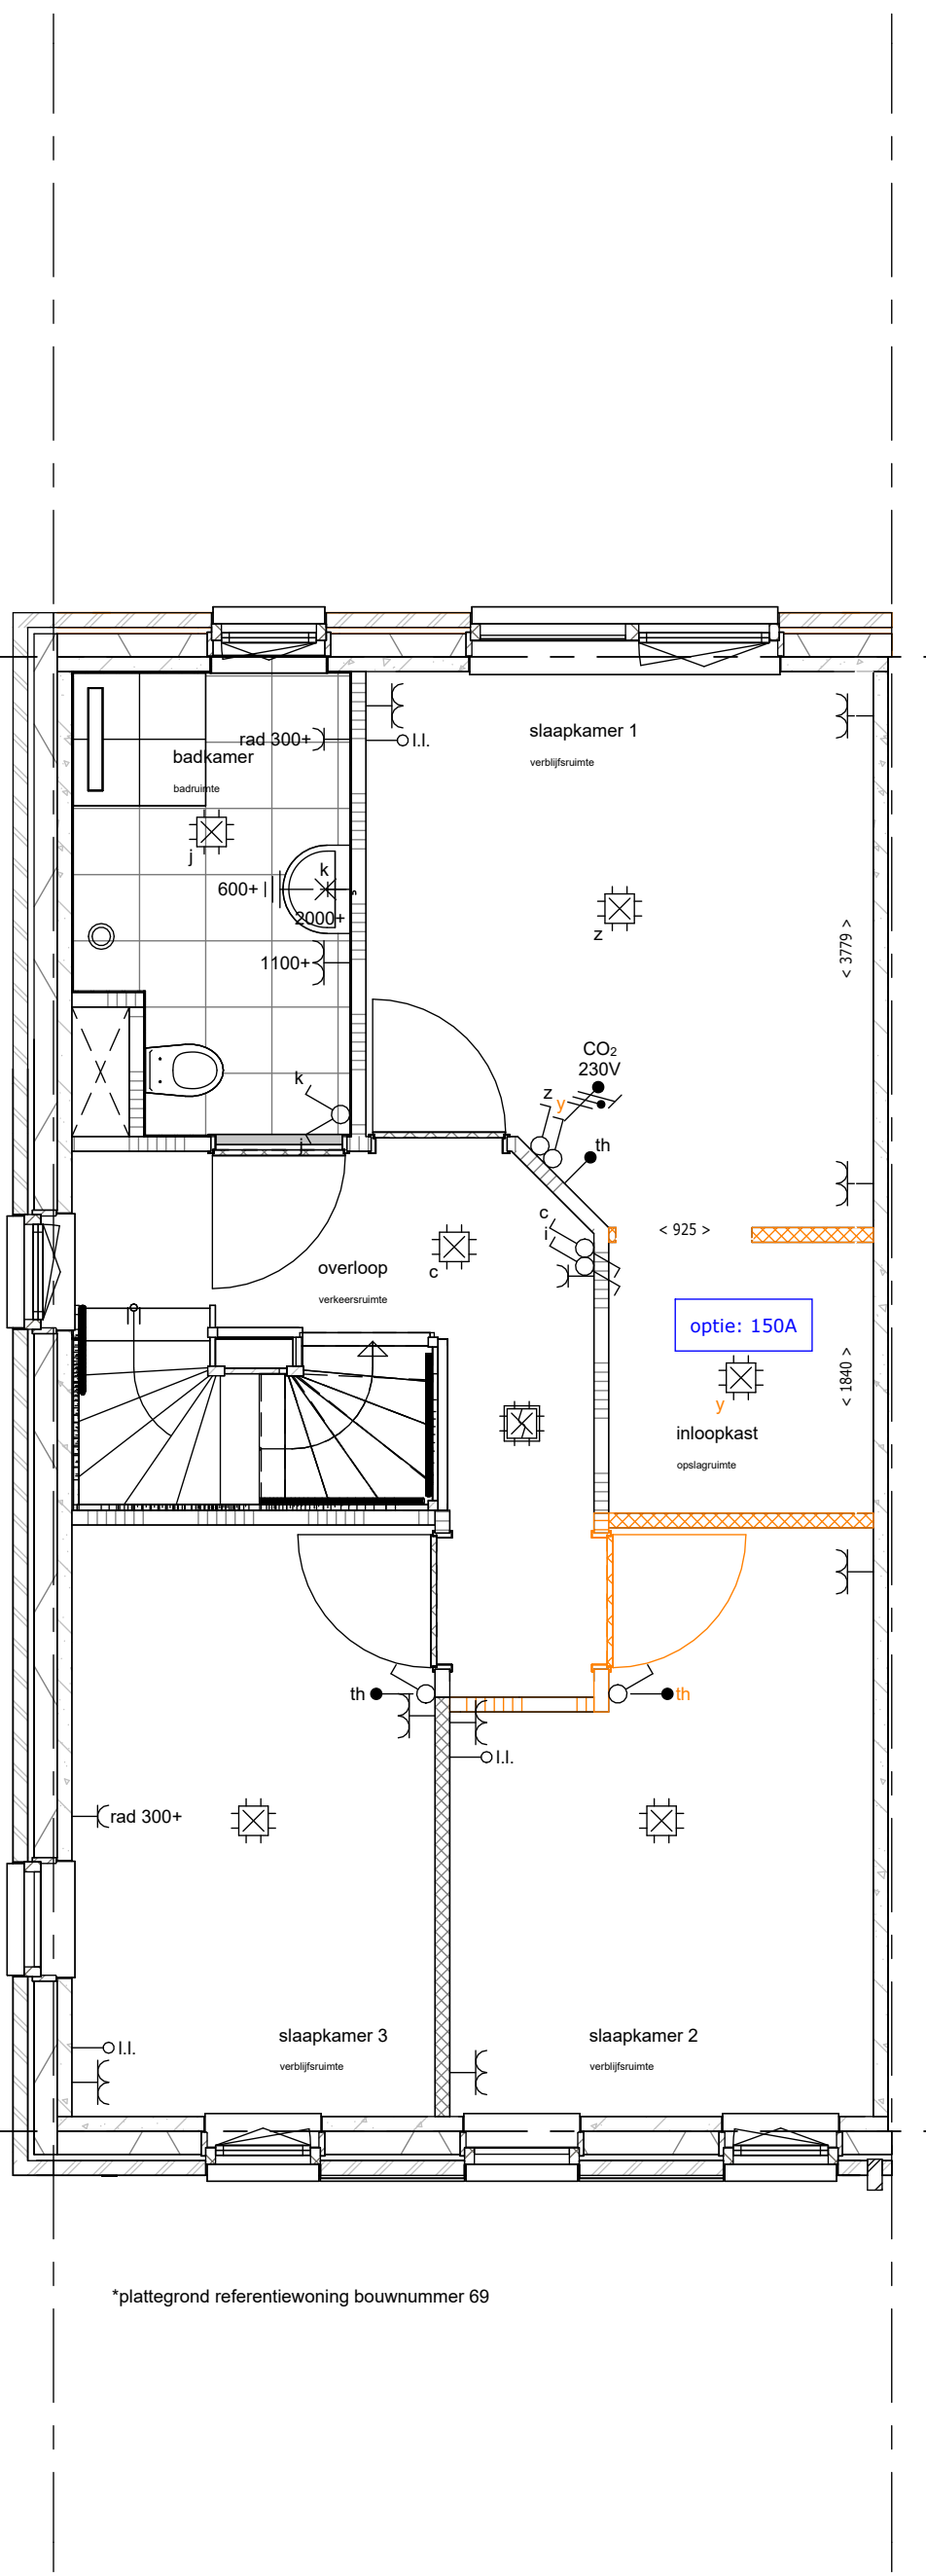 slaapkamer 1
verblijfsruimte
rad 300+
l.l.
badkamer
badruimte
j
k
600+
2000+
1100+
z
< 3779 >
CO2
230V
z
y
th
k
j
c
i
< 925 >
overloop
verkeersruimte
c
optie: 150A
< 1840 >
y
inloopkast
opslagruimte
th
th
l.l.
rad 300+
slaapkamer 3
verblijfsruimte
slaapkamer 2
verblijfsruimte
l.l.
*plattegrond referentiewoning bouwnummer 69